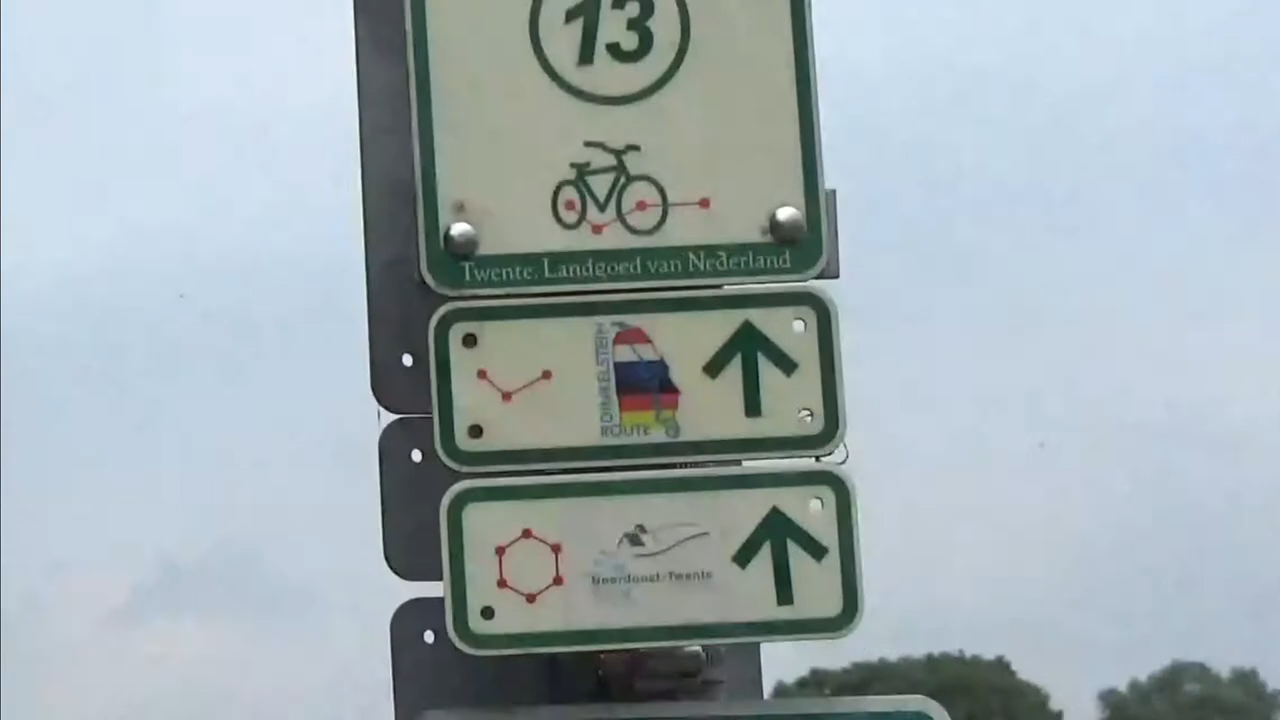 13
Twente. Landgoed van Nederland
DINKELSTEIN
ROUTE
Noordoost-Twente